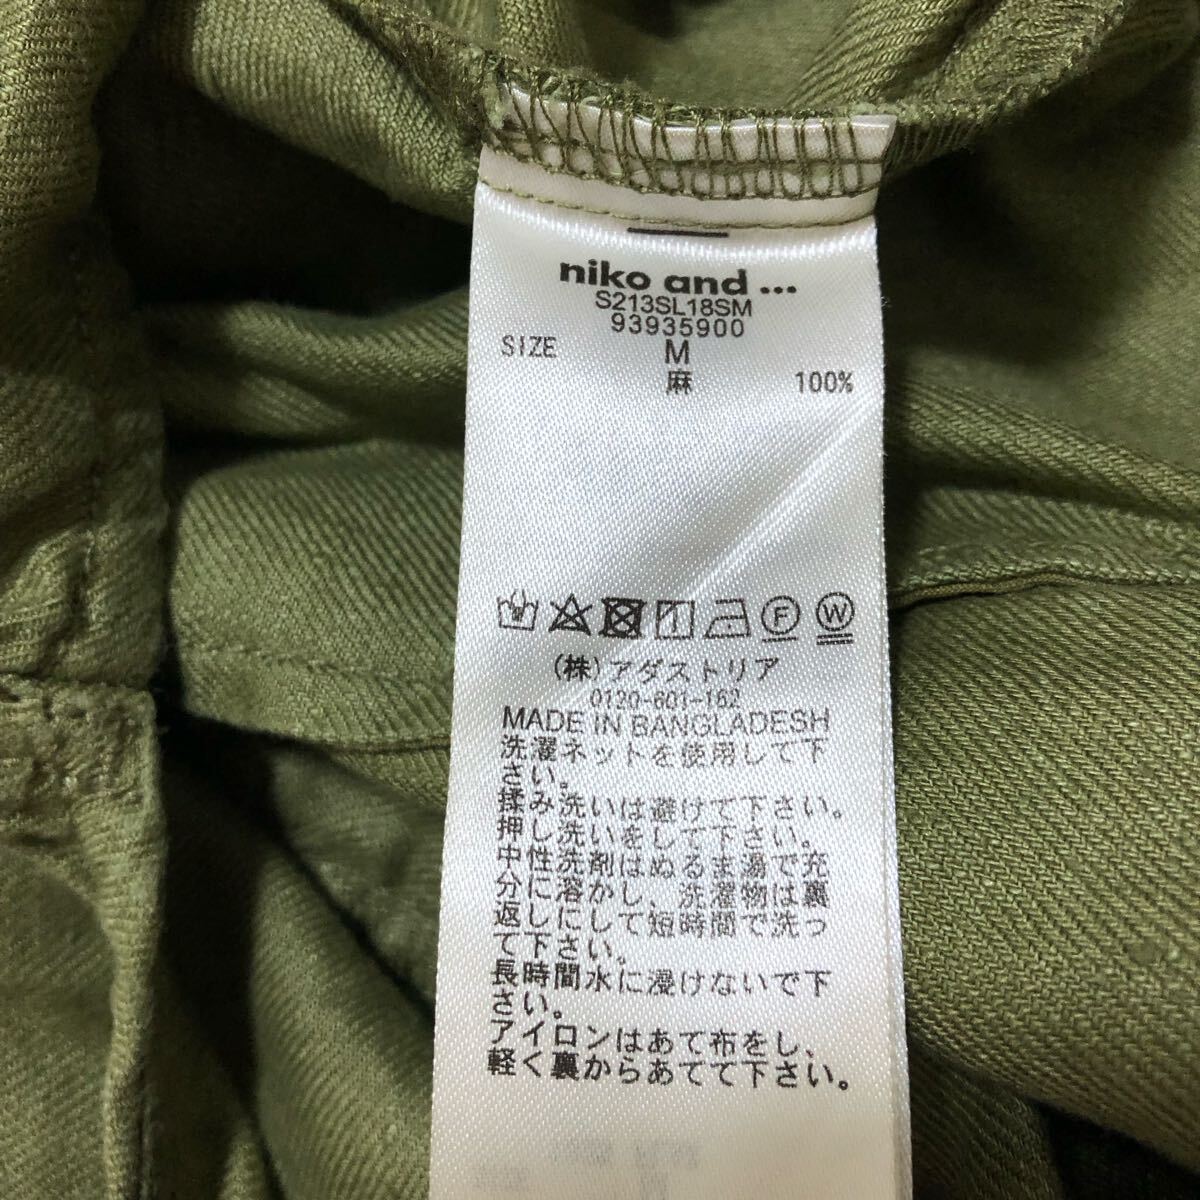 niko and ...
S213SL18SM
93935900
SIZE M
麻 100%
F W
(株)アダストリア
0120-601-162
MADE IN BANGLADESH
洗濯ネットを使用して下
さい。
揉み洗いは避けて下さい。
押し洗いをして下さい。
中性洗剤はぬるま湯で充
分に溶かし、洗濯物は裏
返しにして短時間で洗っ
て下さい。
長時間水に浸けないで下
さい。
アイロンはあて布をし、
軽く裏からあてて下さい。